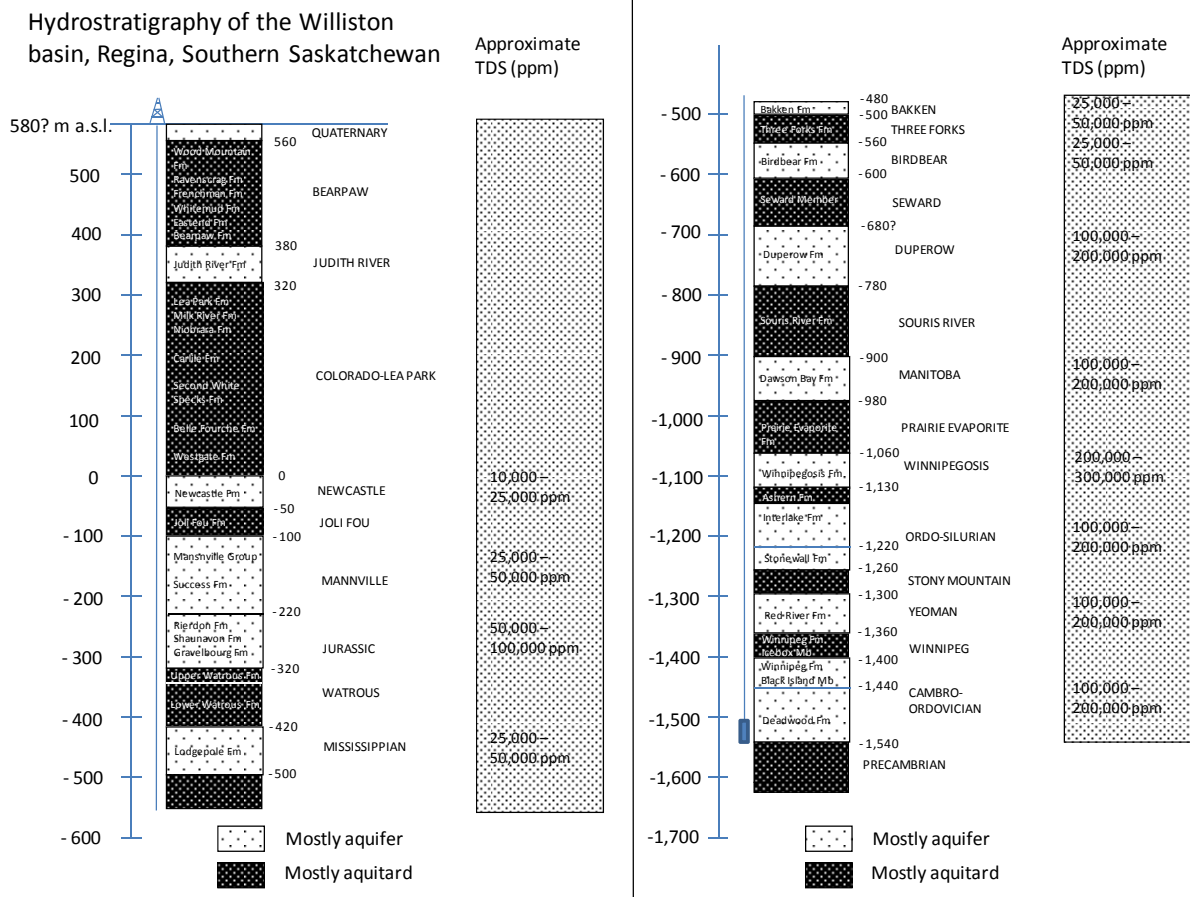 Hydrostratigraphy of the Williston
basin, Regina, Southern Saskatchewan
Approximate
TDS (ppm)
580? m a.s.l.
500
400
300
200
100
0
- 100
- 200
- 300
- 400
- 500
- 600
Wood Mountain
Fm
Ravenscrag Fm
Frenchman Fm
Whitemud Fm
Eastend Fm
Bearpaw Fm
Judith River Fm
Lea Park Fm
Milk River Fm
Niobrara Fm
Carlile Fm
Second White
Specks Fm
Belle Fourche Fm
Westgate Fm
Newcastle Fm
Joli Fou Fm
Mannville Group
Success Fm
Rierdon Fm
Shaunavon Fm
Gravelbourg Fm
Upper Watrous Fm
Lower Watrous Fm
Lodgepole Fm
560
380
320
0
- 50
- 100
- 220
-320
-420
-500
QUATERNARY
BEARPAW
JUDITH RIVER
COLORADO-LEA PARK
NEWCASTLE
JOLI FOU
MANNVILLE
JURASSIC
WATROUS
MISSISSIPPIAN
10,000 –
25,000 ppm
25,000 –
50,000 ppm
50,000 –
100,000 ppm
25,000 –
50,000 ppm
Mostly aquifer
Mostly aquitard
Approximate
TDS (ppm)
- 500
- 600
- 700
- 800
- 900
-1,000
-1,100
-1,200
-1,300
-1,400
-1,500
-1,600
-1,700
Bakken Fm
Three Forks Fm
Birdbear Fm
Seward Member
Duperow Fm
Souris River Fm
Dawson Bay Fm
Prairie Evaporite
Fm
Winnipegosis Fm
Ashern Fm
Interlake Fm
Stonewall Fm
Red River Fm
Winnipeg Fm
Icebox Mb
Winnipeg Fm
Black Island Mb
Deadwood Fm
-480
-500
-560
-600
-680?
-780
-900
-980
-1,060
-1,130
-1,220
-1,260
-1,300
-1,360
-1,400
-1,440
-1,540
BAKKEN
THREE FORKS
BIRDBEAR
SEWARD
DUPEROW
SOURIS RIVER
MANITOBA
PRAIRIE EVAPORITE
WINNIPEGOSIS
ORDO-SILURIAN
STONY MOUNTAIN
YEOMAN
WINNIPEG
CAMBRO-
ORDOVICIAN
PRECAMBRIAN
25,000 –
50,000 ppm
25,000 –
50,000 ppm
100,000 –
200,000 ppm
100,000 –
200,000 ppm
200,000 –
300,000 ppm
100,000 –
200,000 ppm
100,000 –
200,000 ppm
100,000 –
200,000 ppm
Mostly aquifer
Mostly aquitard